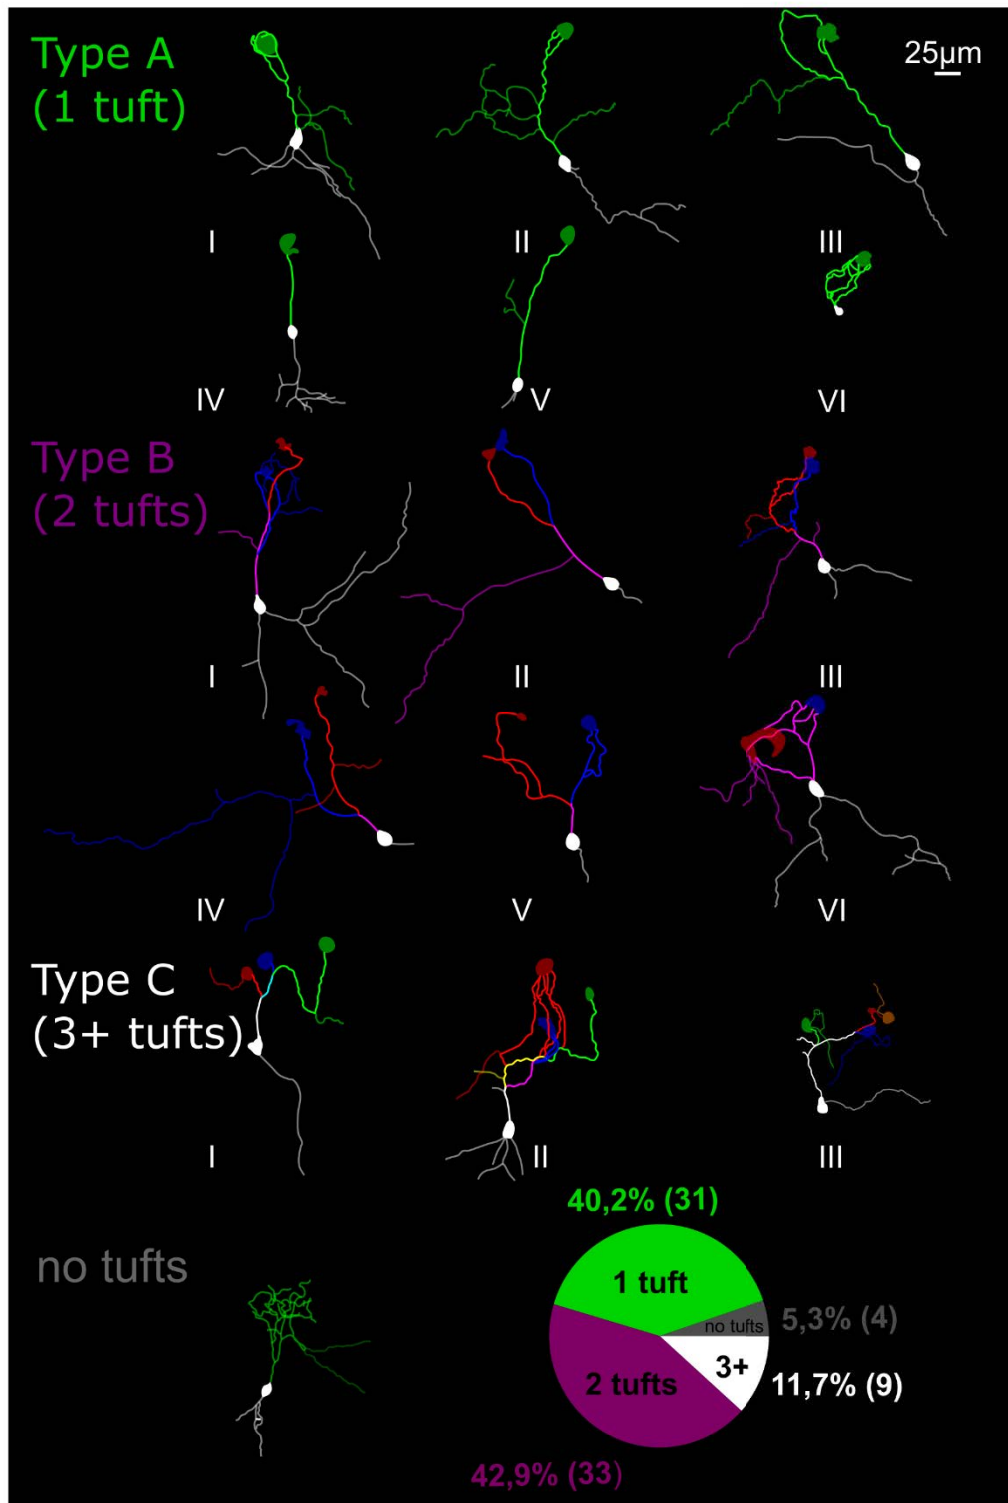 Type A
(1 tuft)
25µm
I
II
III
IV
V
VI
Type B
(2 tufts)
I
II
III
IV
V
VI
Type C
(3+ tufts)
I
II
III
no tufts
40,2% (31)
1 tuft
no tufts
5,3% (4)
3+
11,7% (9)
2 tufts
42,9% (33)